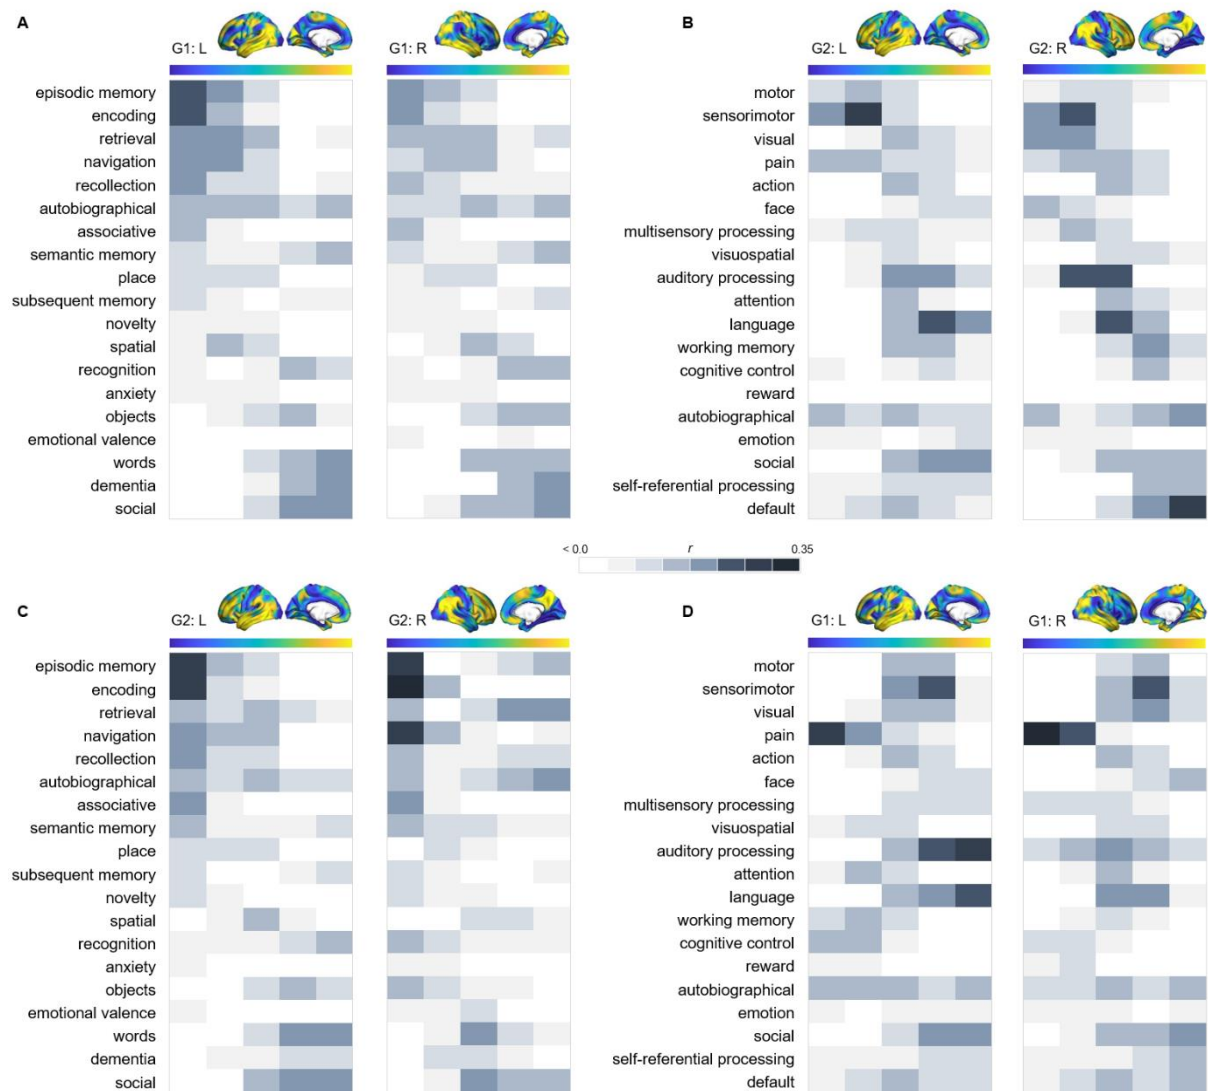 A
G1: L
G1: R
episodic memory
encoding
retrieval
navigation
recollection
autobiographical
associative
semantic memory
place
subsequent memory
novelty
spatial
recognition
anxiety
objects
emotional valence
words
dementia
social
B
G2: L
G2: R
motor
sensorimotor
visual
pain
action
face
multisensory processing
visuospatial
auditory processing
attention
language
working memory
cognitive control
reward
autobiographical
emotion
social
self-referential processing
default
< 0.0 r 0.35
C
G2: L
G2: R
episodic memory
encoding
retrieval
navigation
recollection
autobiographical
associative
semantic memory
place
subsequent memory
novelty
spatial
recognition
anxiety
objects
emotional valence
words
dementia
social
D
G1: L
G1: R
motor
sensorimotor
visual
pain
action
face
multisensory processing
visuospatial
auditory processing
attention
language
working memory
cognitive control
reward
autobiographical
emotion
social
self-referential processing
default